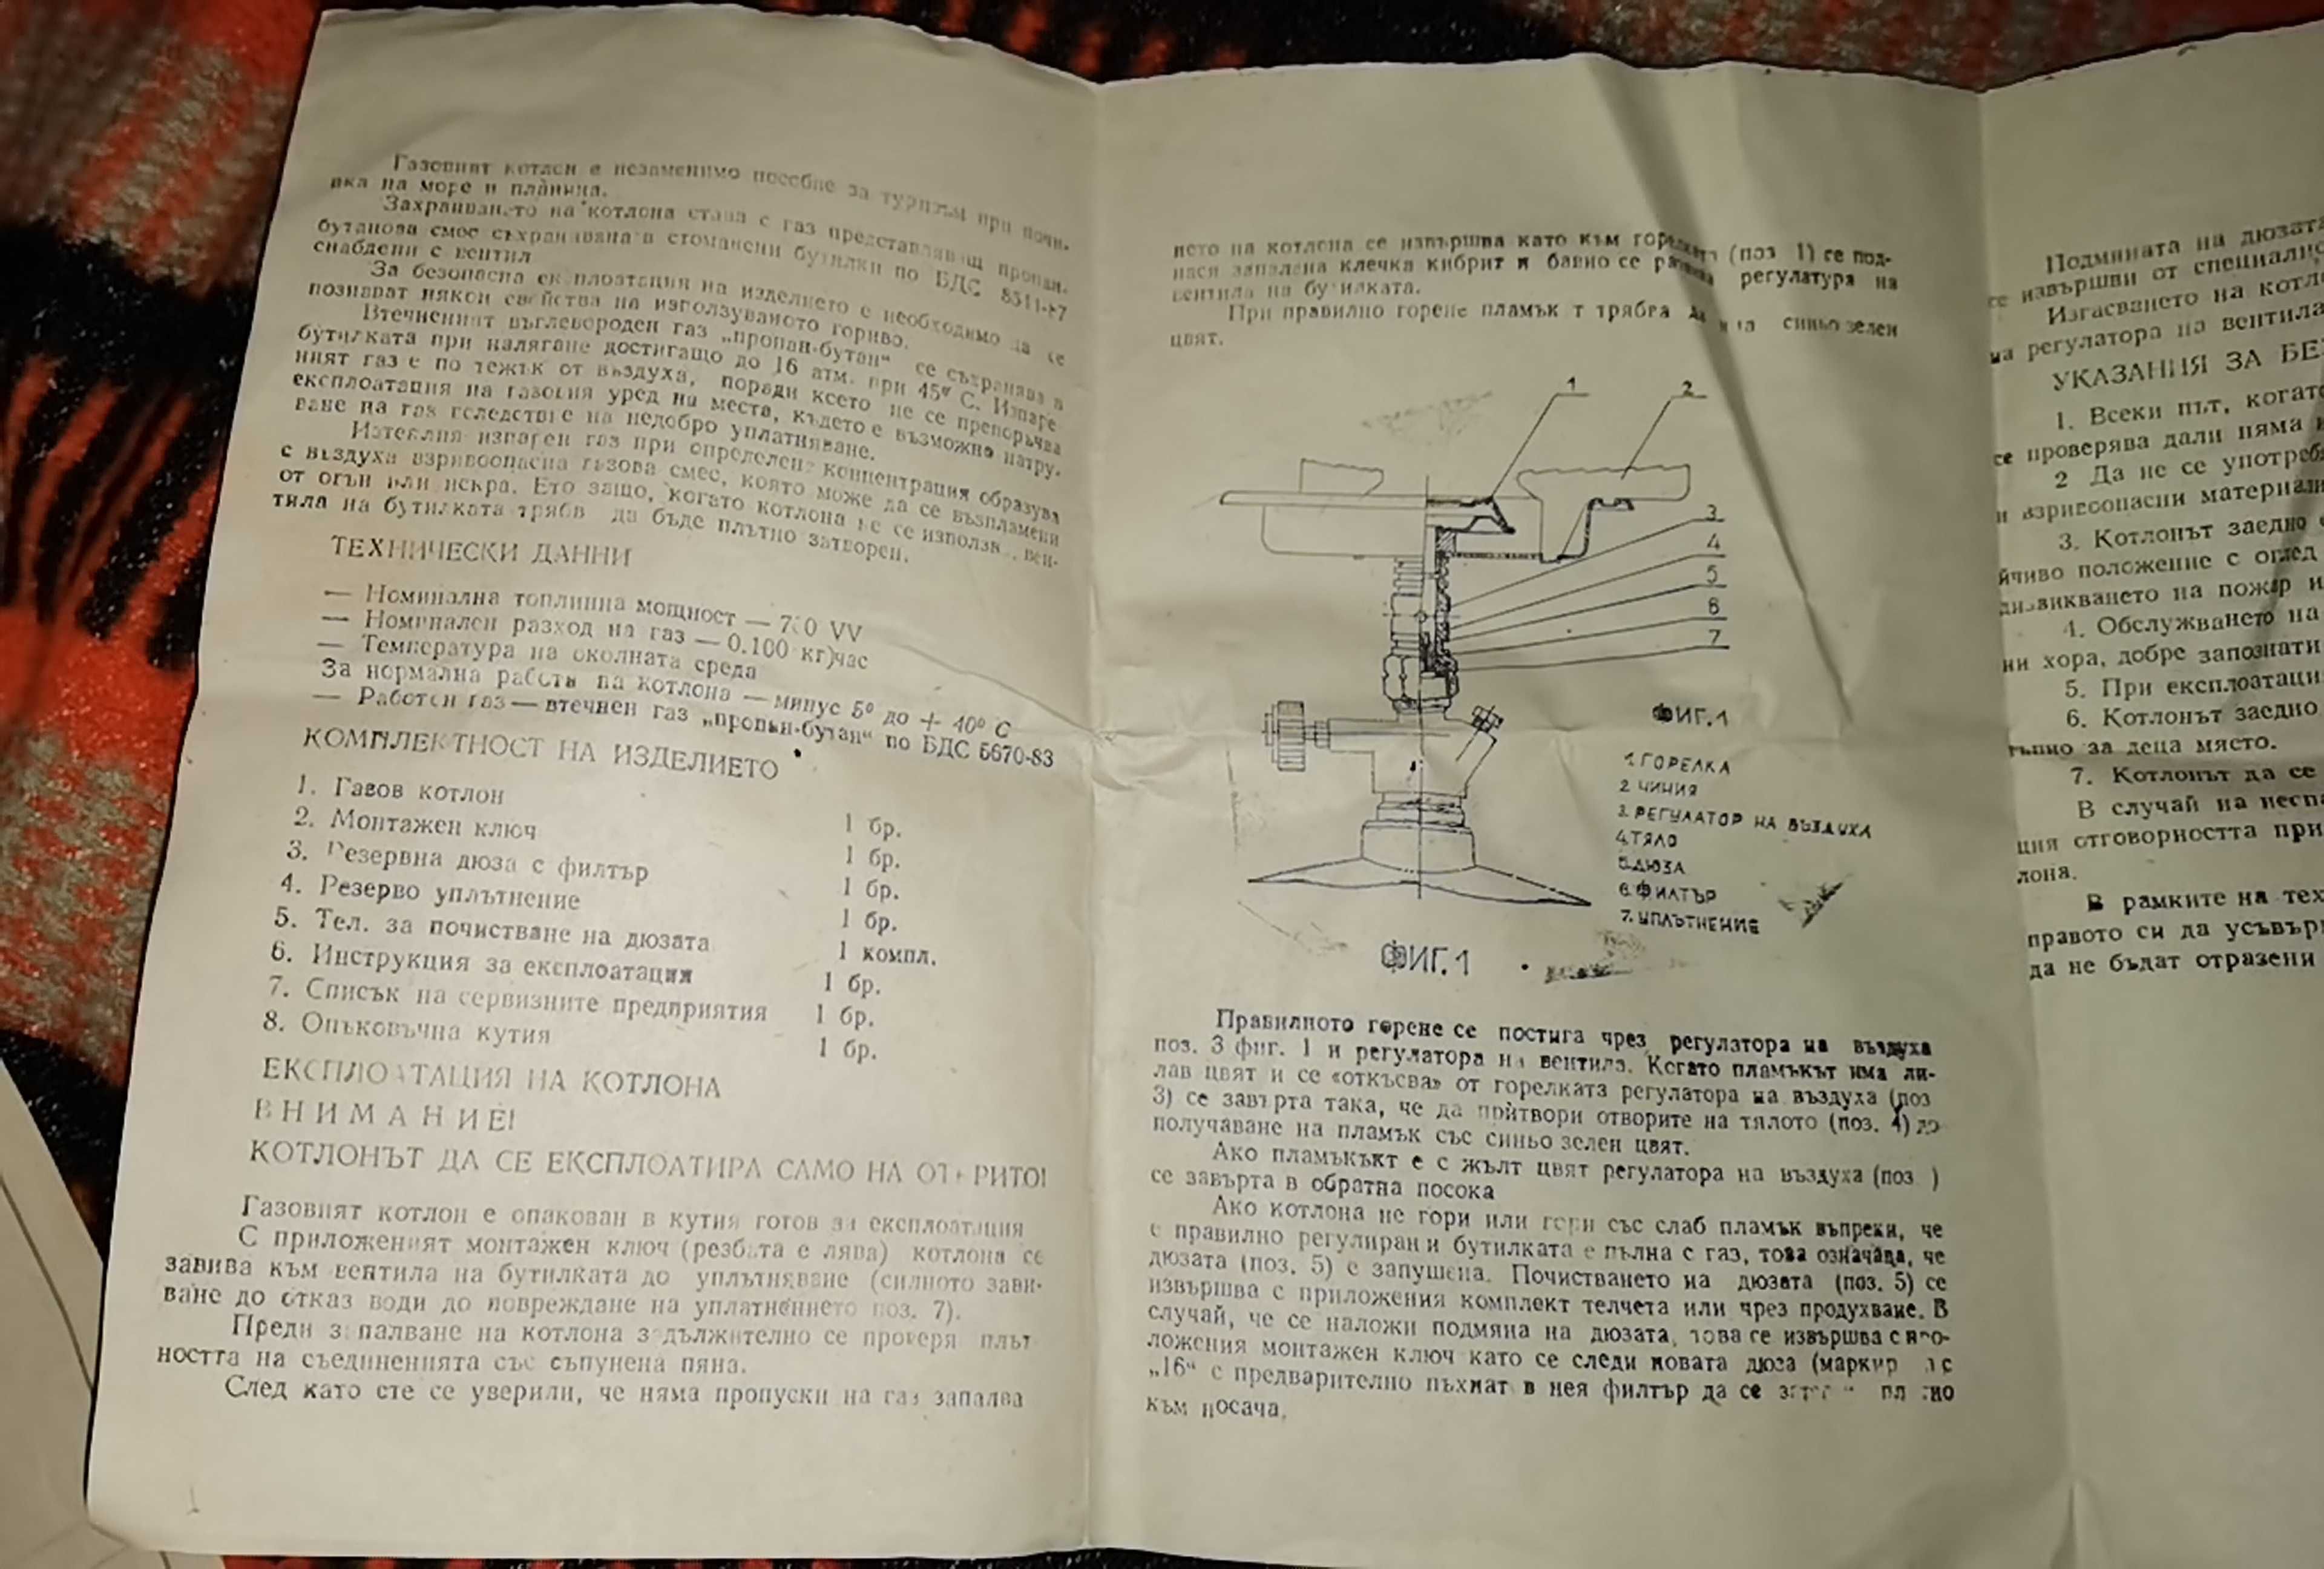 Газовият котлон е незаменимо пособие за туризъм при почи-
вка на море и планина.
Захранването на котлона става с газ представляващ пропан-
бутанова смес съхранявана в стоманени бутилки по БДС
снабдени с вентил
За безопасна експлоатация на изделието е необходимо да се
познават някои свойства на използуваното гориво.
Втечненият въглеводороден газ „пропан-бутан“ се съхранява в
бутилката при налягане достигащо до 16 атм. при 45° С. Изпаре-
ният газ е по тежък от въздуха, поради което не се препоръчва
експлоатация на газовия уред на места, където е възможно натру-
ване на газ вследствие на недобро уплатняване.
Изтеклия изпарен газ при определена концентрация образува
с въздуха взривоопасна газова смес, която може да се възпламени
от огън или искра. Ето защо, когато котлона не се използва вен-
тила на бутилката трябв да бъде плътно затворен.
ТЕХНИЧЕСКИ ДАННИ
— Номинална топлинна мощност — VV
— Номинален разход на газ — 0.100 кг)час
— Температура на околната среда
За нормална работа на котлона — минус 5° до + 40° С
— Работен газ — втечнен газ „пропан-бутан“ по БДС 5670-83
КОМПЛЕКТНОСТ НА ИЗДЕЛИЕТО
1. Газов котлон 1 бр.
2. Монтажен ключ 1 бр.
3. Резервна дюза с филтър 1 бр.
4. Резерво уплътнение 1 бр.
5. Тел. за почистване на дюзата 1 компл.
6. Инструкция за експлоатация 1 бр.
7. Списък на сервизните предприятия 1 бр.
8. Опъковъчна кутия 1 бр.
ЕКСПЛОАТАЦИЯ НА КОТЛОНА
ВНИМАНИЕ!
КОТЛОНЪТ ДА СЕ ЕКСПЛОАТИРА САМО НА ОТКРИТО!
Газовият котлон е опакован в кутия готов за експлоатация
С приложеният монтажен ключ (резбата е лява) котлона се
завива към вентила на бутилката до уплътняване (силното зави-
ване до отказ води до повреждане на уплатнението поз. 7).
Преди запалване на котлона задължително се проверя плът
ността на съединенията със сапунена пяна.
След като сте се уверили, че няма пропуски на газ запалва
нето на котлона се извършва като към горелката (поз 1) се под-
нася запалена клечка кибрит и бавно се развива регулатура на
вентила на бутилката.
При правилно горене пламък т трябва да има синьо зелен
цвят.
1
2
3
4
5
6
7
ФИГ.1
1. ГОРЕЛКА
2 ЧИНИЯ
3. РЕГУЛАТОР НА ВЪЗДУХА
4. ТЯЛО
5. ДЮЗА
6. ФИЛТЪР
7. УПЛЪТНЕНИЕ
ФИГ.1
Правилното горене се постига чрез регулатора на въздуха
поз. 3 фиг. 1 и регулатора на вентила. Когато пламъкът има ли-
лав цвят и се «откъсва» от горелката регулатора на въздуха (поз
3) се завърта така, че да притвори отворите на тялото (поз. 4) до
получаване на пламък със синьо зелен цвят.
Ако пламъкът е с жълт цвят регулатора на въздуха (поз )
се завърта в обратна посока
Ако котлона не гори или гори със слаб пламък въпреки, че
е правилно регулиран и бутилката е пълна с газ, това означава, че
дюзата (поз. 5) е запушена. Почистването на дюзата (поз. 5) се
извършва с приложения комплект телчета или чрез продухване. В
случай, че се наложи подмяна на дюзата, това се извършва с при-
ложения монтажен ключ като се следи новата дюза (маркир с
„16“ с предварително пъхнат в нея филтър да се
към носача.
Подмяната на дюзата
се извърши от специалн
Изгасването на котл
на регулатора на вентила
УКАЗАНИЯ ЗА БЕЗ
1. Всеки път, когато
се проверява дали няма
2 Да не се употреб
и взривоопасни материал
3. Котлонът заедно
йчиво положение с оглед
дизвикването на пожар и
4. Обслужването на
ни хора, добре запознати
5. При експлоатаци
6. Котлонът заедно
тъпно за деца място.
7. Котлонът да се
В случай на неспа
ция отговорността при
лона.
В рамките на тех
правото си да усъвър
да не бъдат отразени